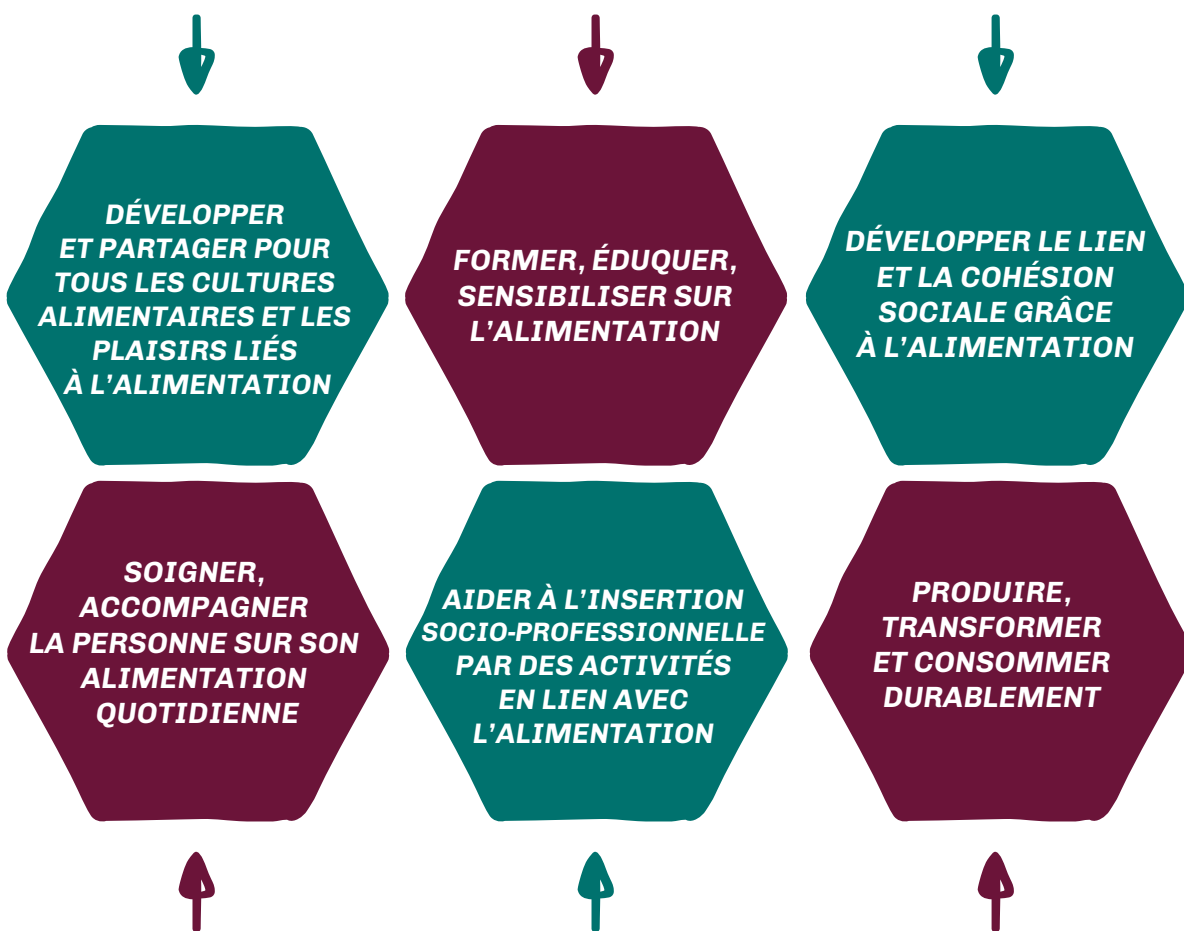 DÉVELOPPER
ET PARTAGER POUR
TOUS LES CULTURES
ALIMENTAIRES ET LES
PLAISIRS LIÉS
À L’ALIMENTATION
FORMER, ÉDUQUER,
SENSIBILISER SUR
L’ALIMENTATION
DÉVELOPPER LE LIEN
ET LA COHÉSION
SOCIALE GRÂCE
À L’ALIMENTATION
SOIGNER,
ACCOMPAGNER
LA PERSONNE SUR SON
ALIMENTATION
QUOTIDIENNE
AIDER À L’INSERTION
SOCIO-PROFESSIONNELLE
PAR DES ACTIVITÉS
EN LIEN AVEC
L’ALIMENTATION
PRODUIRE,
TRANSFORMER
ET CONSOMMER
DURABLEMENT